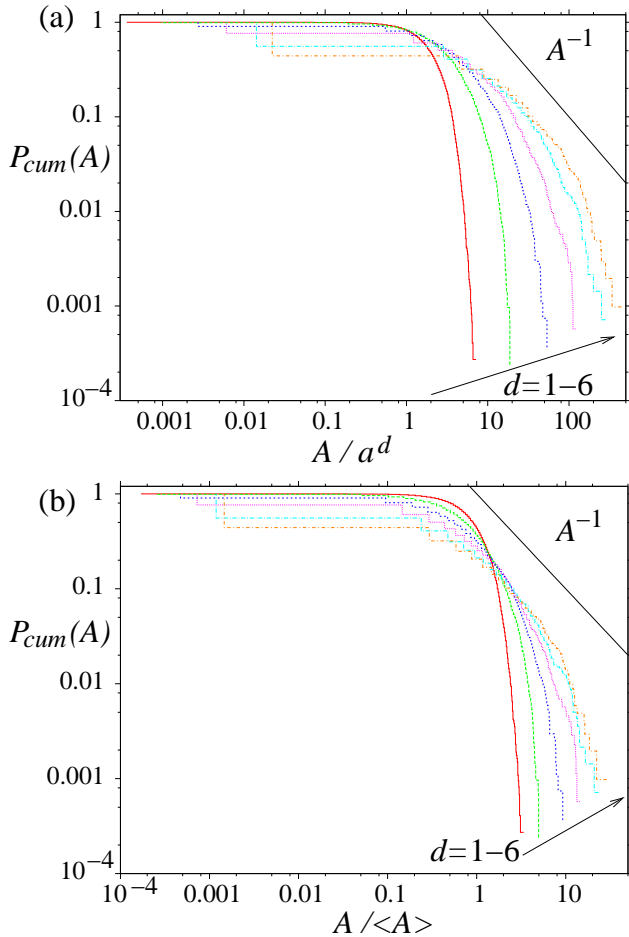 (a)
1
A⁻¹
0.1
P_cum(A)
0.01
0.001
d=1−6
10⁻⁴
0.001 0.01 0.1 1 10 100
A / a^d
(b)
1
A⁻¹
0.1
P_cum(A)
0.01
0.001
d=1−6
10⁻⁴
10⁻⁴ 0.001 0.01 0.1 1 10
A /<A>